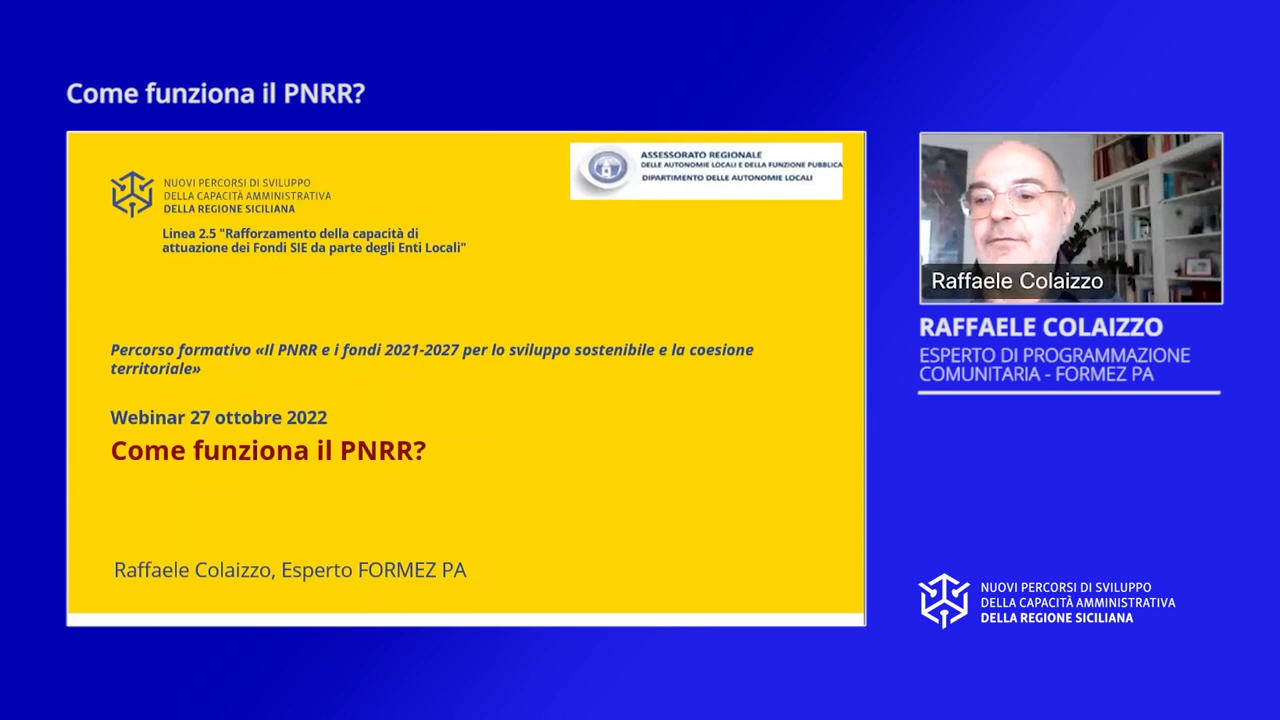 Come funziona il PNRR?
NUOVI PERCORSI DI SVILUPPO
DELLA CAPACITÀ AMMINISTRATIVA
DELLA REGIONE SICILIANA
Linea 2.5 "Rafforzamento della capacità di
attuazione dei Fondi SIE da parte degli Enti Locali"
ASSESSORATO REGIONALE
DELLE AUTONOMIE LOCALI E DELLA FUNZIONE PUBBLICA
DIPARTIMENTO DELLE AUTONOMIE LOCALI
Percorso formativo «Il PNRR e i fondi 2021-2027 per lo sviluppo sostenibile e la coesione
territoriale»
Webinar 27 ottobre 2022
Come funziona il PNRR?
Raffaele Colaizzo, Esperto FORMEZ PA
Raffaele Colaizzo
RAFFAELE COLAIZZO
ESPERTO DI PROGRAMMAZIONE
COMUNITARIA - FORMEZ PA
NUOVI PERCORSI DI SVILUPPO
DELLA CAPACITÀ AMMINISTRATIVA
DELLA REGIONE SICILIANA